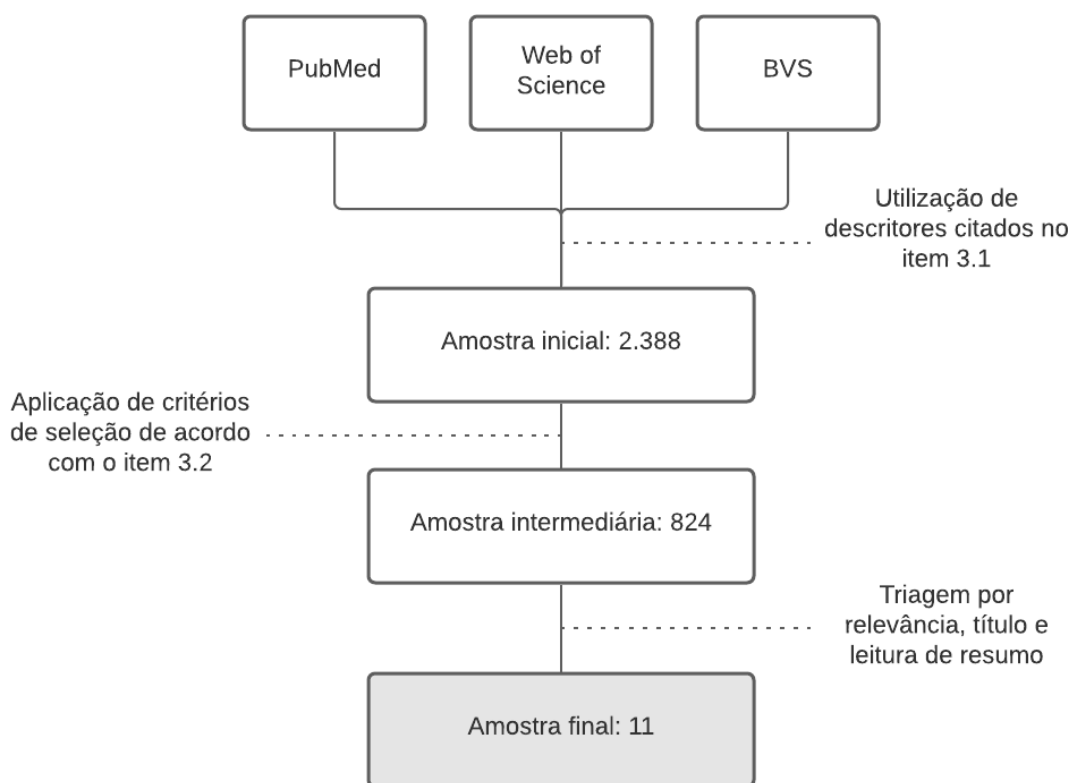 PubMed
Web of
Science
BVS
Utilização de
descritores citados no
item 3.1
Amostra inicial: 2.388
Aplicação de critérios
de seleção de acordo
com o item 3.2
Amostra intermediária: 824
Triagem por
relevância, título e
leitura de resumo
Amostra final: 11